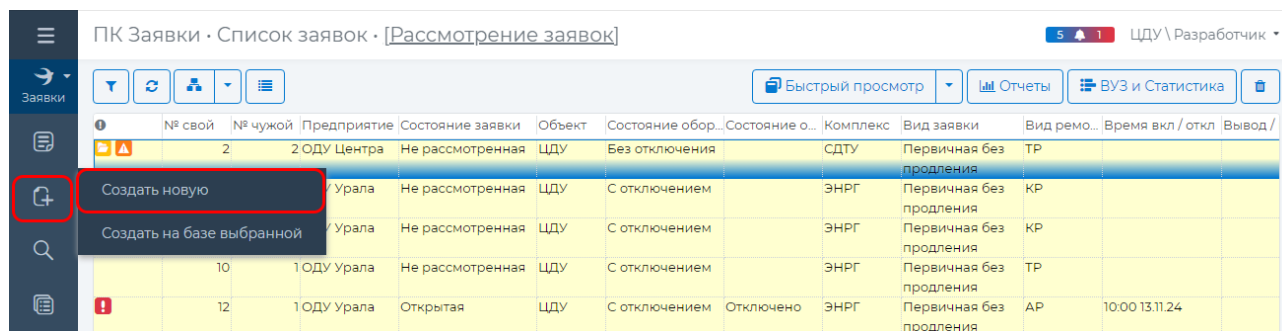 ПК Заявки · Список заявок · [Рассмотрение заявок]
5 1 ЦДУ \ Разработчик
Заявки
Быстрый просмотр Отчеты ВУЗ и Статистика
№ свой № чужой Предприятие Состояние заявки Объект Состояние обор... Состояние о... Комплекс Вид заявки Вид ремо... Время вкл / откл Вывод /
2 2 ОДУ Центра Не рассмотренная ЦДУ Без отключения СДТУ Первичная без ТР
продления
Создать новую
Урала Не рассмотренная ЦДУ С отключением ЭНРГ Первичная без КР
продления
Создать на базе выбранной
Урала Не рассмотренная ЦДУ С отключением ЭНРГ Первичная без КР
продления
10 1 ОДУ Урала Не рассмотренная ЦДУ С отключением ЭНРГ Первичная без ТР
продления
12 1 ОДУ Урала Открытая ЦДУ С отключением Отключено ЭНРГ Первичная без АР 10:00 13.11.24
продления